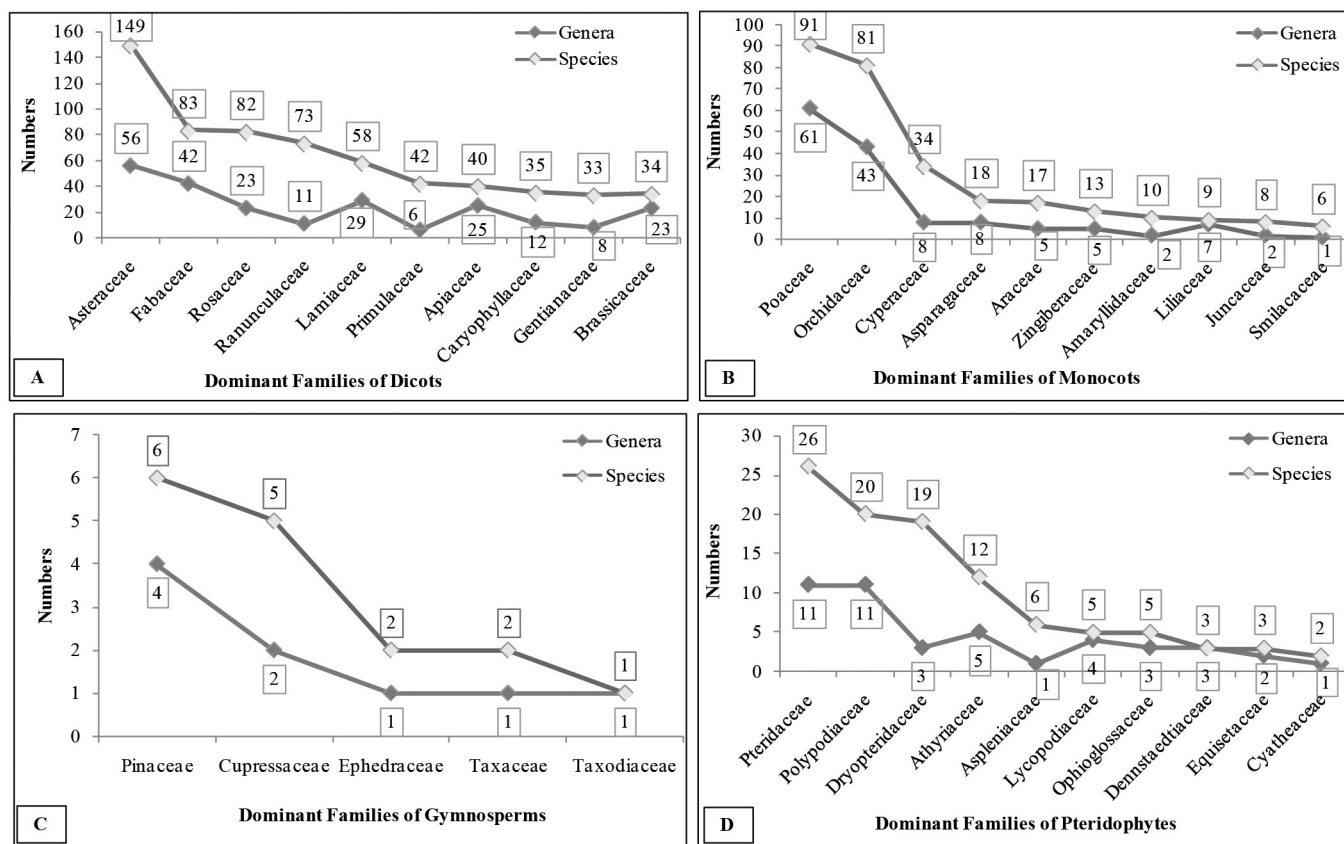 160
140
120
100
80
60
40
20
0
Numbers
149
83
82
73
58
42
40
35
33
34
56
42
23
11
29
6
25
12
8
23
Genera
Species
Asteraceae
Fabaceae
Rosaceae
Ranunculaceae
Lamiaceae
Primulaceae
Apiaceae
Caryophyllaceae
Gentianaceae
Brassicaceae
A
Dominant Families of Dicots
100
90
80
70
60
50
40
30
20
10
0
Numbers
91
81
34
18
17
13
10
9
8
6
61
43
8
8
5
5
2
7
2
1
Genera
Species
Poaceae
Orchidaceae
Cyperaceae
Asparagaceae
Araceae
Zingiberaceae
Amaryllidaceae
Liliaceae
Juncaceae
Smilacaceae
B
Dominant Families of Monocots
7
6
5
4
3
2
1
0
Numbers
6
5
2
2
1
4
2
1
1
1
Genera
Species
Pinaceae
Cupressaceae
Ephedraceae
Taxaceae
Taxodiaceae
C
Dominant Families of Gymnosperms
30
25
20
15
10
5
0
Numbers
26
20
19
12
6
5
5
3
3
2
11
11
3
5
1
4
3
3
2
1
Genera
Species
Pteridaceae
Polypodiaceae
Dryopteridaceae
Athyriaceae
Aspleniaceae
Lycopodiaceae
Ophioglossaceae
Dennstaedtiaceae
Equisetaceae
Cyatheaceae
D
Dominant Families of Pteridophytes